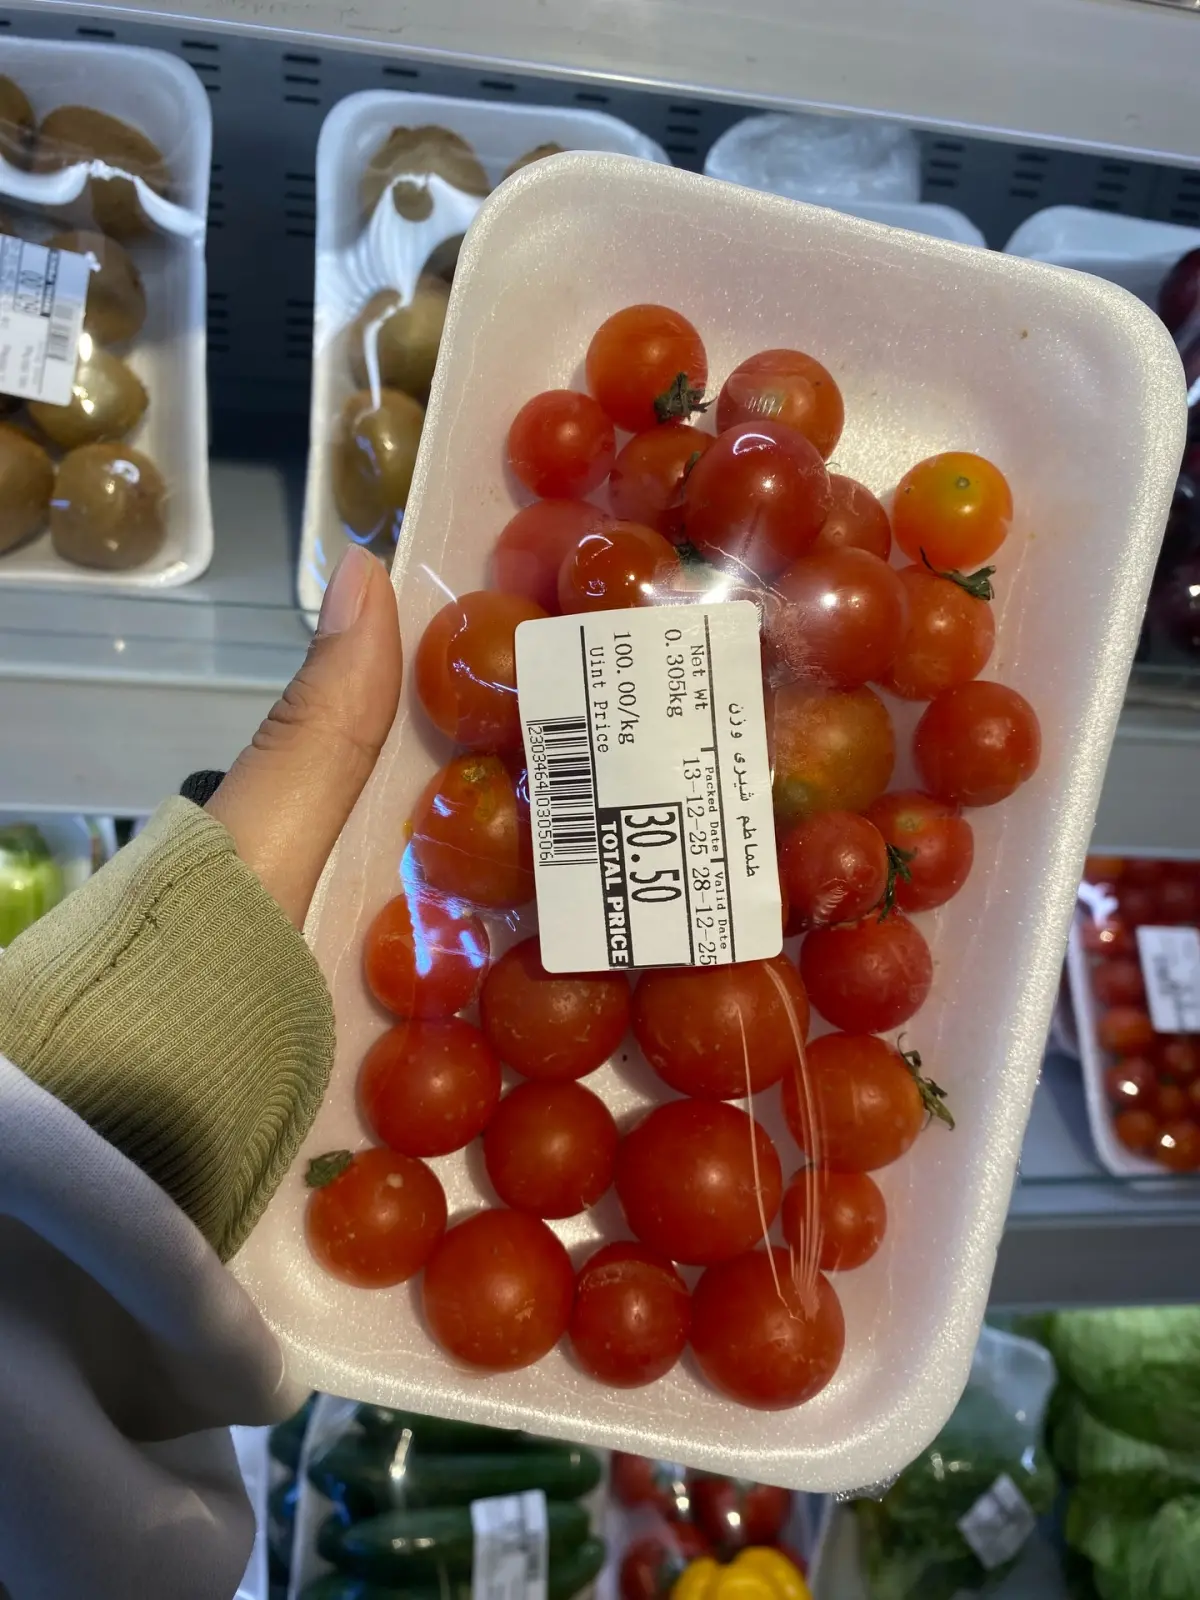 طماطم شيرى وزن
Net Wt
Packed Date
Valid Date
0.305kg
13-12-25
28-12-25
100.00/kg
30.50
Uint Price
TOTAL PRICE
2303464030506